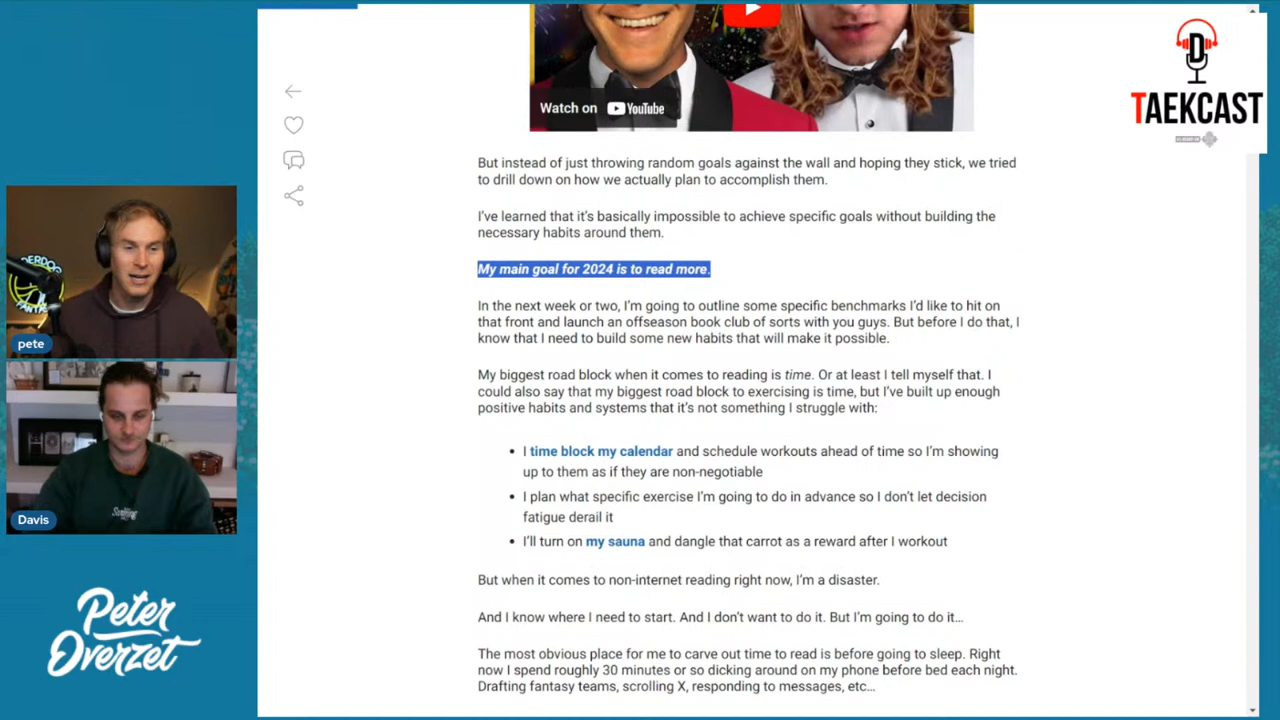 Watch on YouTube
D
TAEKCAST
But instead of just throwing random goals against the wall and hoping they stick, we tried
to drill down on how we actually plan to accomplish them.
I've learned that it's basically impossible to achieve specific goals without building the
necessary habits around them.
My main goal for 2024 is to read more.
In the next week or two, I'm going to outline some specific benchmarks I'd like to hit on
that front and launch an offseason book club of sorts with you guys. But before I do that, I
know that I need to build some new habits that will make it possible.
My biggest road block when it comes to reading is time. Or at least I tell myself that. I
could also say that my biggest road block to exercising is time, but I've built up enough
positive habits and systems that it's not something I struggle with:
• I time block my calendar and schedule workouts ahead of time so I'm showing
up to them as if they are non-negotiable
• I plan what specific exercise I'm going to do in advance so I don't let decision
fatigue derail it
• I'll turn on my sauna and dangle that carrot as a reward after I workout
But when it comes to non-internet reading right now, I'm a disaster.
And I know where I need to start. And I don't want to do it. But I'm going to do it…
The most obvious place for me to carve out time to read is before going to sleep. Right
now I spend roughly 30 minutes or so dicking around on my phone before bed each night.
Drafting fantasy teams, scrolling X, responding to messages, etc…
pete
Davis
Peter
Overzet